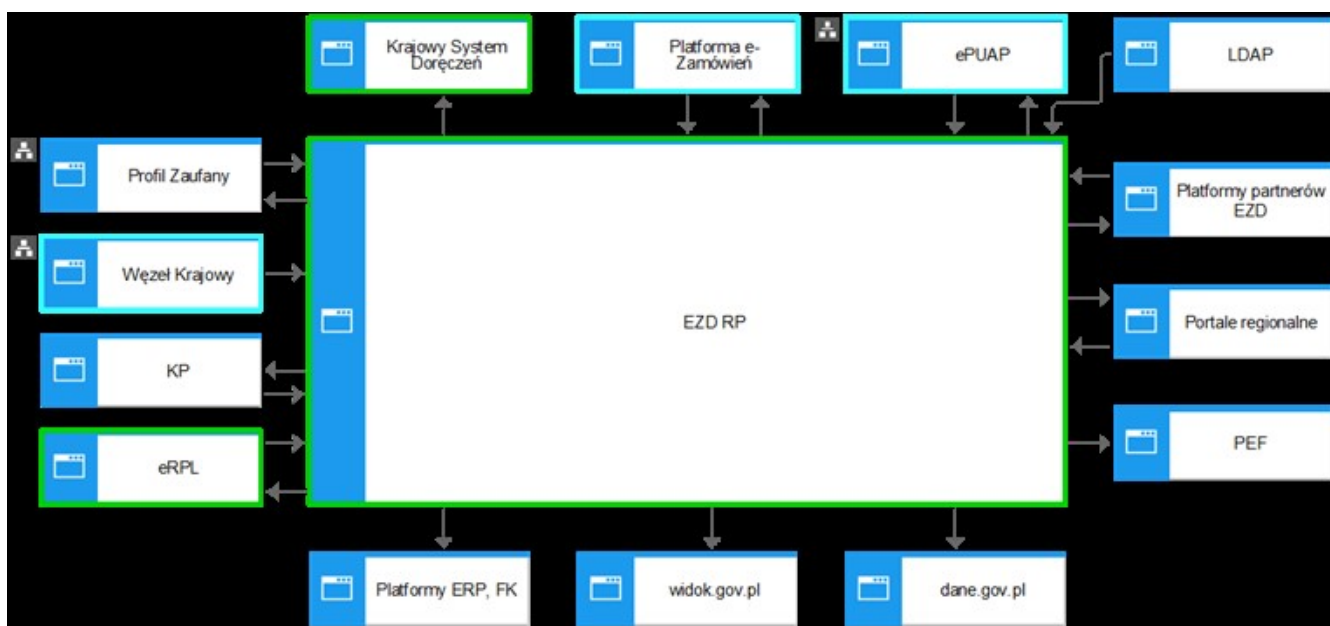 Krajowy System
Doręczeń
Platforma e-
Zamówień
ePUAP
LDAP
Profil Zaufany
Platformy partnerów
EZD
Węzeł Krajowy
EZD RP
Portale regionalne
KP
eRPL
PEF
Platformy ERP, FK
widok.gov.pl
dane.gov.pl